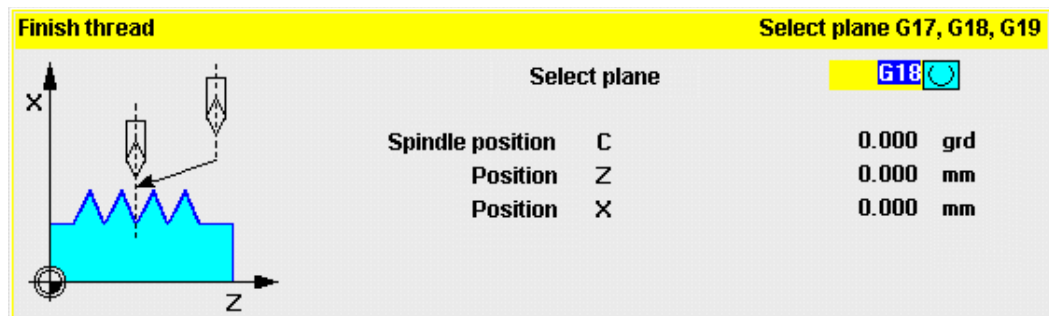 Finish thread Select plane G17, G18, G19
Select plane G18
X
Spindle position C 0.000 grd
Position Z 0.000 mm
Position X 0.000 mm
Z